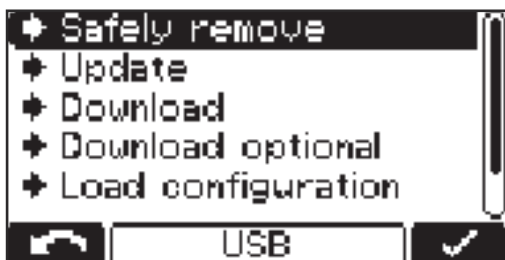 Safely remove
Update
Download
Download optional
Load configuration
USB